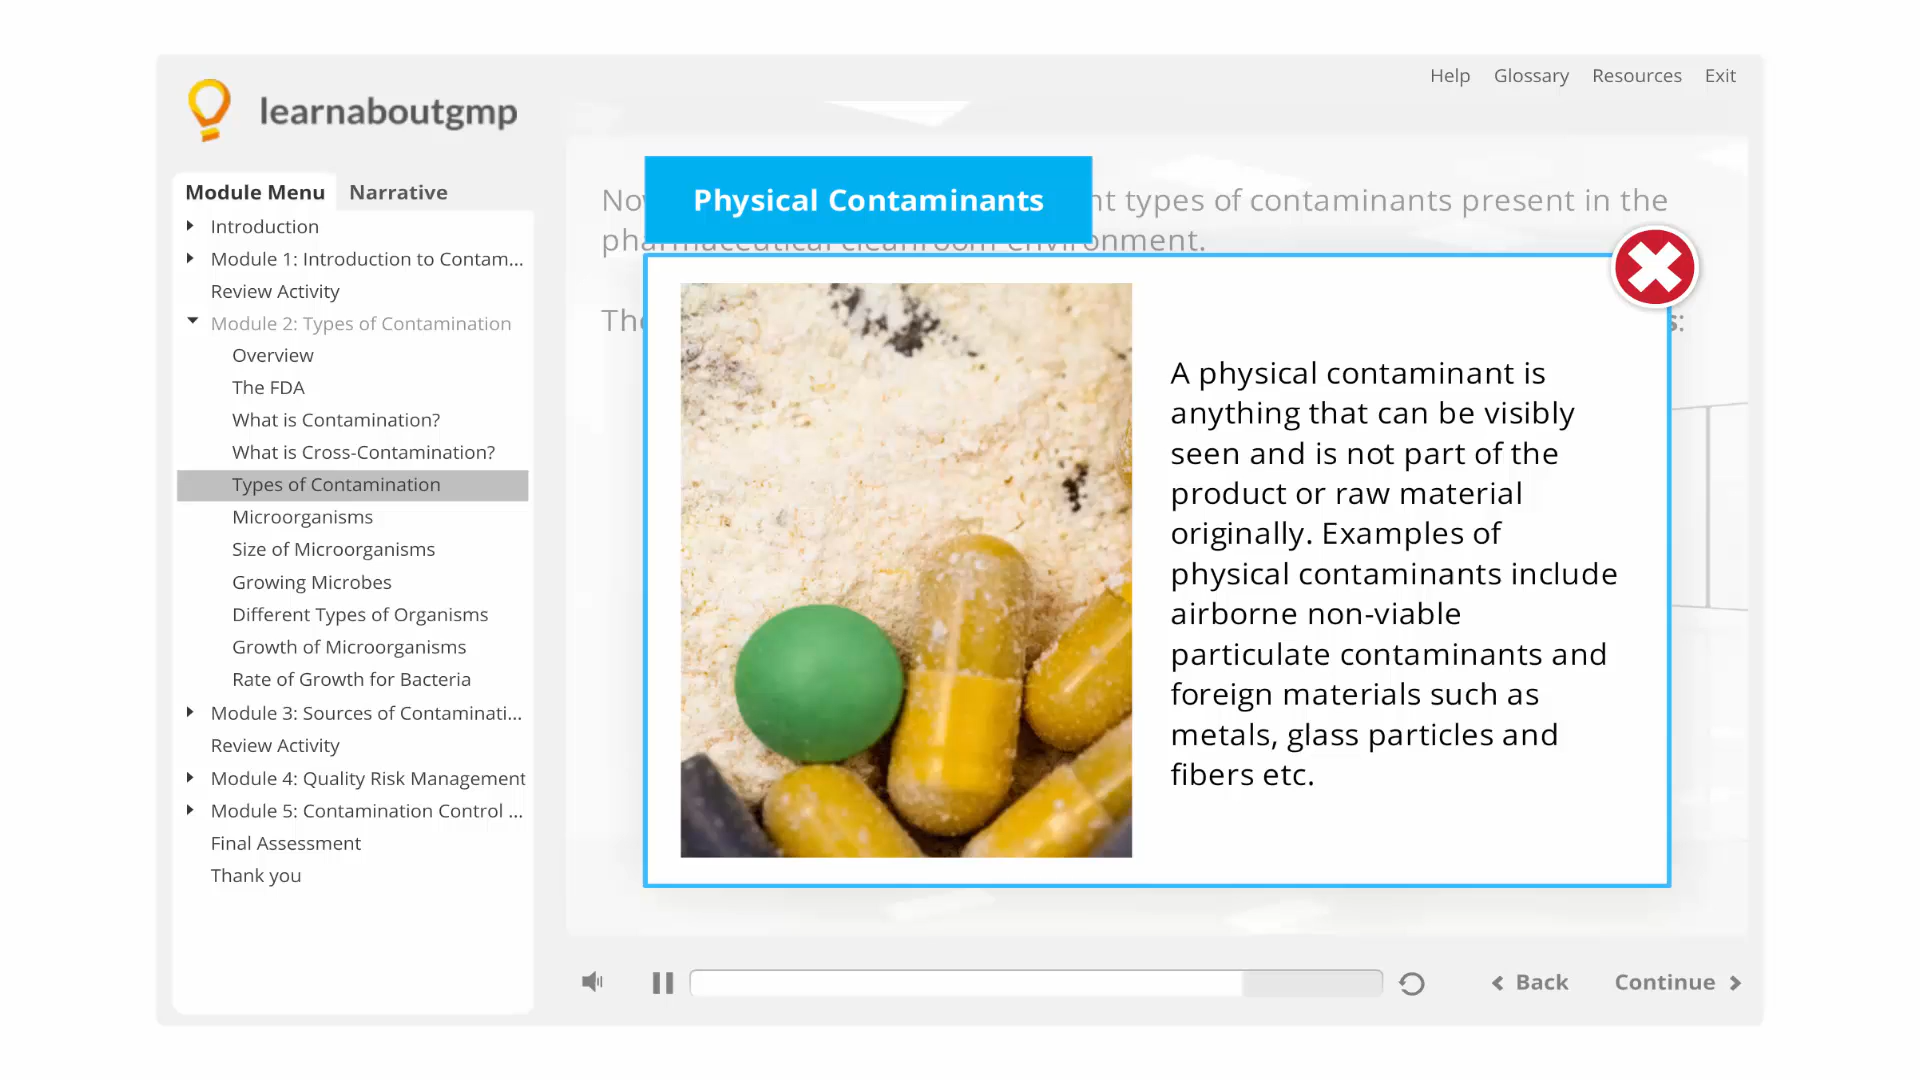 Help Glossary Resources Exit
learnaboutgmp
Module Menu Narrative
Introduction
Module 1: Introduction to Contam...
Review Activity
Module 2: Types of Contamination
Overview
The FDA
What is Contamination?
What is Cross-Contamination?
Types of Contamination
Microorganisms
Size of Microorganisms
Growing Microbes
Different Types of Organisms
Growth of Microorganisms
Rate of Growth for Bacteria
Module 3: Sources of Contaminati...
Review Activity
Module 4: Quality Risk Management
Module 5: Contamination Control ...
Final Assessment
Thank you
types of contaminants present in the
pharmaceutical cleanroom environment.
Physical Contaminants
A physical contaminant is
anything that can be visibly
seen and is not part of the
product or raw material
originally. Examples of
physical contaminants include
airborne non-viable
particulate contaminants and
foreign materials such as
metals, glass particles and
fibers etc.
Back Continue